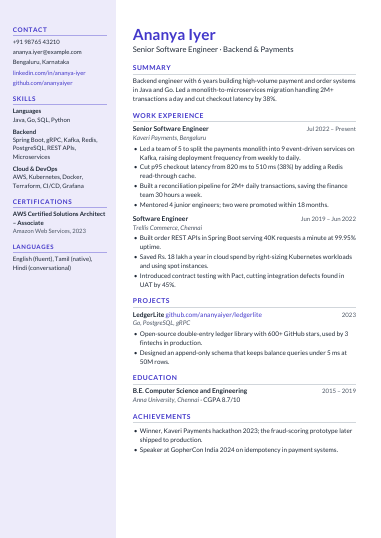 CONTACT
+91 98765 43210
ananya.iyer@example.com
Bengaluru, Karnataka
linkedin.com/in/ananya-iyer
github.com/ananyaiyer
SKILLS
Languages
Java, Go, SQL, Python
Backend
Spring Boot, gRPC, Kafka, Redis,
PostgreSQL, REST APIs,
Microservices
Cloud & DevOps
AWS, Kubernetes, Docker,
Terraform, CI/CD, Grafana
CERTIFICATIONS
AWS Certified Solutions Architect
– Associate
Amazon Web Services, 2023
LANGUAGES
English (fluent), Tamil (native),
Hindi (conversational)
Ananya Iyer
Senior Software Engineer · Backend & Payments
SUMMARY
Backend engineer with 6 years building high-volume payment and order systems
in Java and Go. Led a monolith-to-microservices migration handling 2M+
transactions a day and cut checkout latency by 38%.
WORK EXPERIENCE
Senior Software Engineer Jul 2022 – Present
Kaveri Payments, Bengaluru
• Led a team of 5 to split the payments monolith into 9 event-driven services on
Kafka, raising deployment frequency from weekly to daily.
• Cut p95 checkout latency from 820 ms to 510 ms (38%) by adding a Redis
read-through cache.
• Built a reconciliation pipeline for 2M+ daily transactions, saving the finance
team 30 hours a week.
• Mentored 4 junior engineers; two were promoted within 18 months.
Software Engineer Jun 2019 – Jun 2022
Trellis Commerce, Chennai
• Built order REST APIs in Spring Boot serving 40K requests a minute at 99.95%
uptime.
• Saved Rs. 18 lakh a year in cloud spend by right-sizing Kubernetes workloads
and using spot instances.
• Introduced contract testing with Pact, cutting integration defects found in
UAT by 45%.
PROJECTS
LedgerLite github.com/ananyaiyer/ledgerlite 2023
Go, PostgreSQL, gRPC
• Open-source double-entry ledger library with 600+ GitHub stars, used by 3
fintechs in production.
• Designed an append-only schema that keeps balance queries under 5 ms at
50M rows.
EDUCATION
B.E. Computer Science and Engineering 2015 – 2019
Anna University, Chennai · CGPA 8.7/10
ACHIEVEMENTS
• Winner, Kaveri Payments hackathon 2023; the fraud-scoring prototype later
shipped to production.
• Speaker at GopherCon India 2024 on idempotency in payment systems.